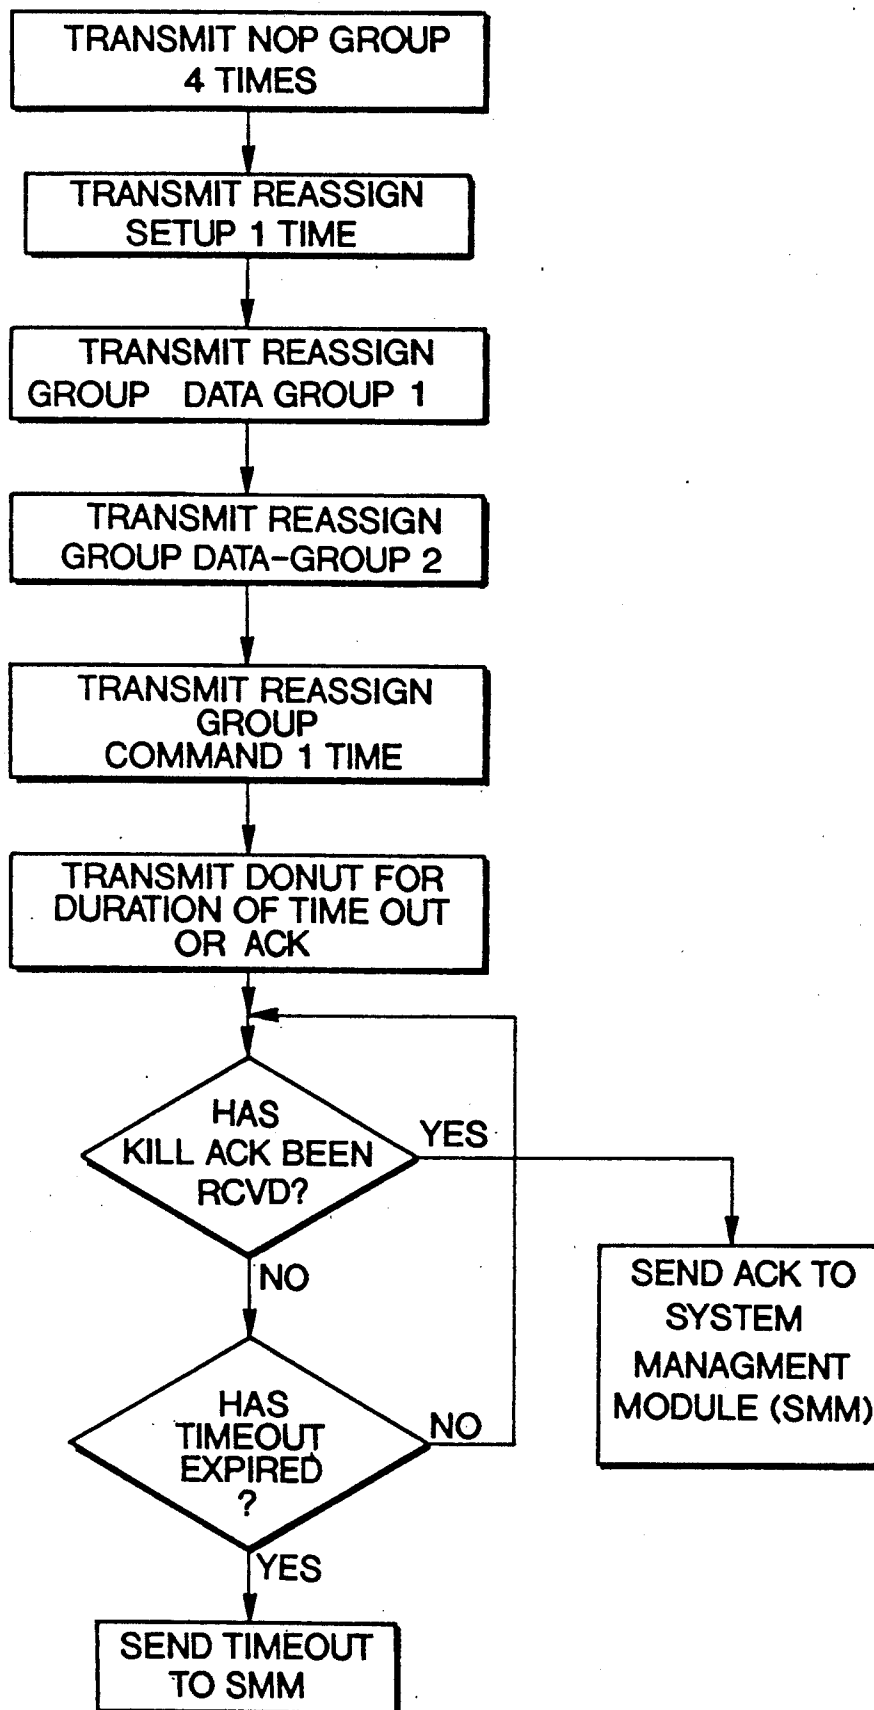 TRANSMIT NOP GROUP
4 TIMES
TRANSMIT REASSIGN
SETUP 1 TIME
TRANSMIT REASSIGN
GROUP DATA GROUP 1
TRANSMIT REASSIGN
GROUP DATA-GROUP 2
TRANSMIT REASSIGN
GROUP
COMMAND 1 TIME
TRANSMIT DONUT FOR
DURATION OF TIME OUT
OR ACK
HAS
KILL ACK BEEN
RCVD?
YES
NO
SEND ACK TO
SYSTEM
MANAGMENT
MODULE (SMM)
HAS
TIMEOUT
EXPIRED
?
NO
YES
SEND TIMEOUT
TO SMM